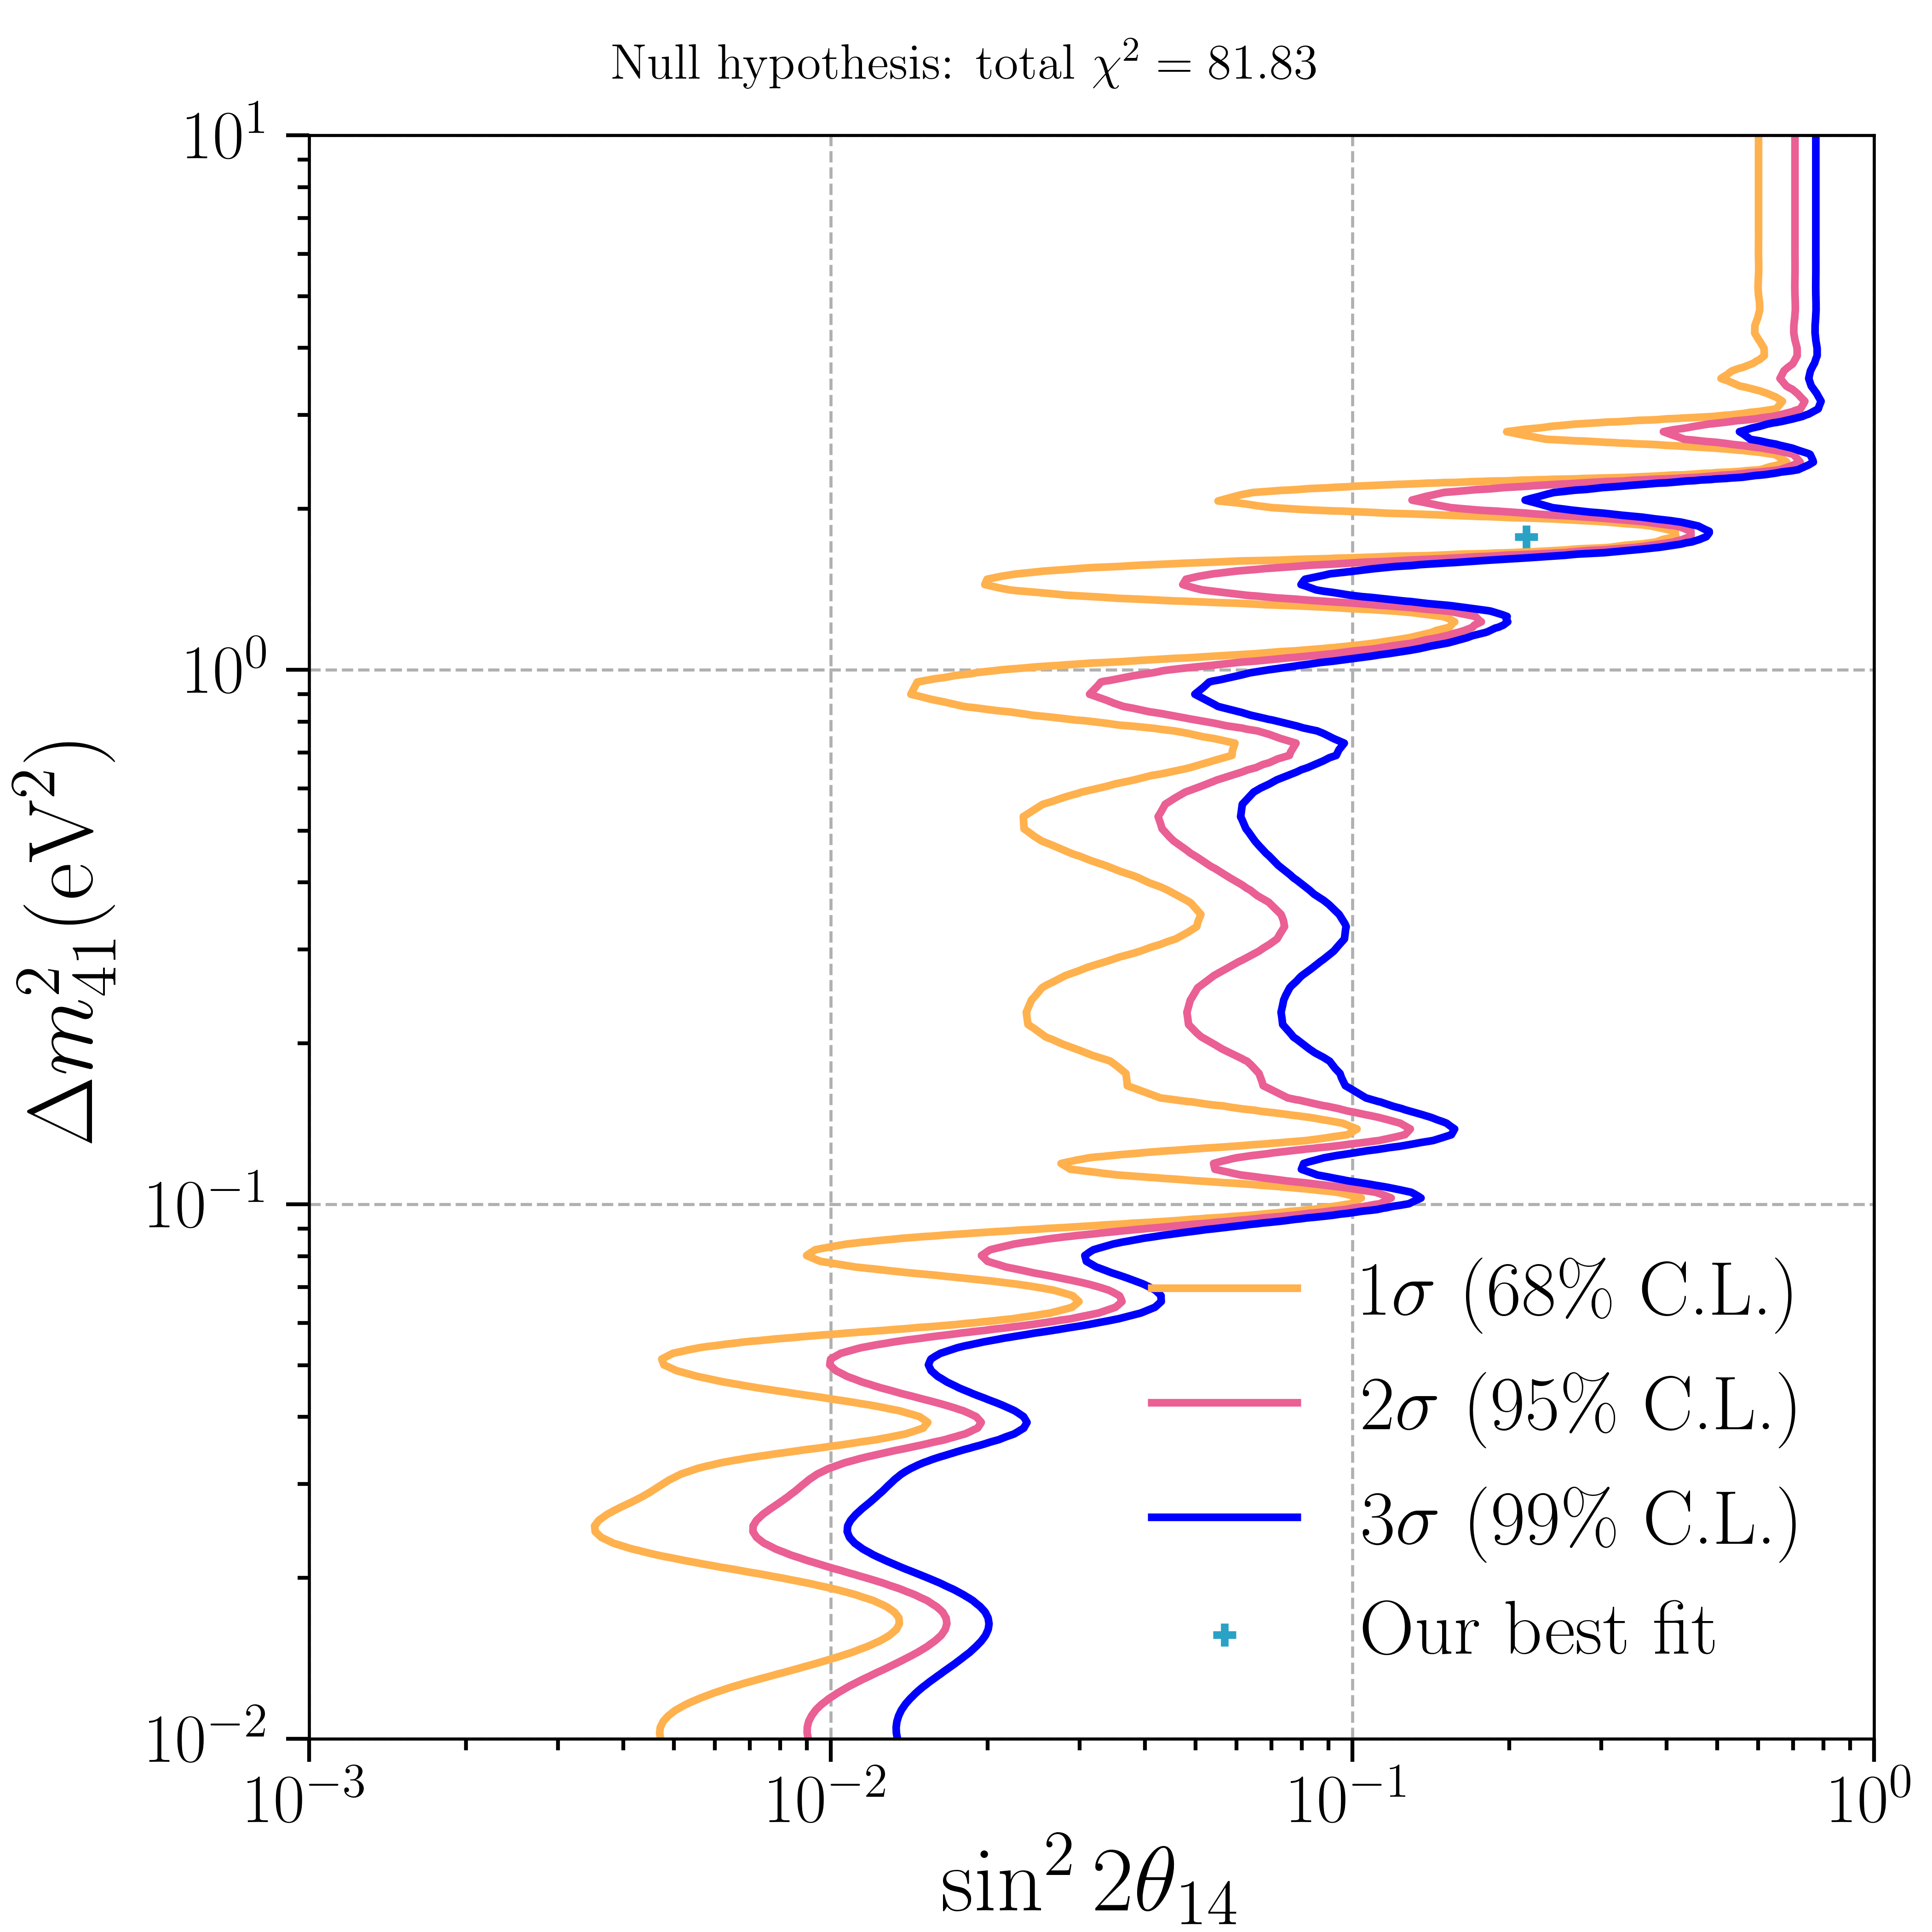 Null hypothesis: total χ² = 81.83
10¹
10⁰
10⁻¹
10⁻²
Δm²₄₁(eV²)
1σ (68% C.L.)
2σ (95% C.L.)
3σ (99% C.L.)
Our best fit
10⁻³ 10⁻² 10⁻¹ 10⁰
sin² 2θ₁₄